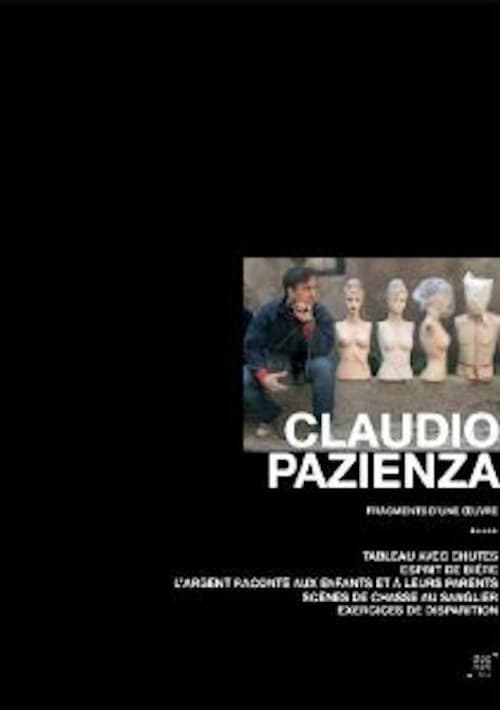 CLAUDIO
PAZIENZA
FRAGMENTS D'UNE ŒUVRE
TABLEAU AVEC CHUTES
ESPRIT DE BIÈRE
L'ARGENT RACONTÉ AUX ENFANTS ET À LEURS PARENTS
SCÈNES DE CHASSE AU SANGLIER
EXERCICES DE DISPARITION